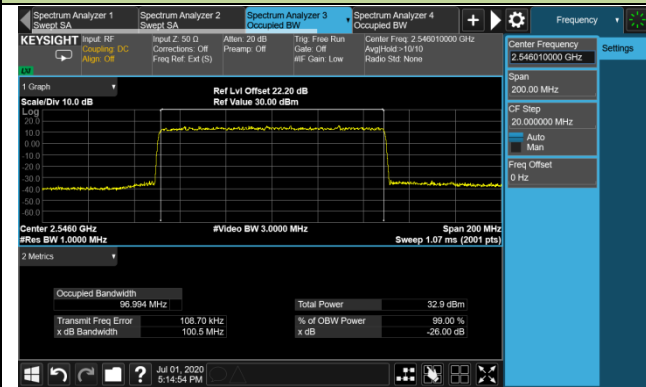 Spectrum Analyzer 1 Swept SA
Spectrum Analyzer 2 Swept SA
Spectrum Analyzer 3 Occupied BW
Spectrum Analyzer 4 Occupied BW
Frequency
KEYSIGHT
Input: RF
Coupling: DC
Align: Off
Input Z: 50 Ω
Corrections: Off
Freq Ref: Ext (S)
Atten: 20 dB
Preamp: Off
Trig: Free Run
Gate: Off
#IF Gain: Low
Center Freq: 2.546010000 GHz
Avg|Hold:>10/10
Radio Std: None
LNI
Center Frequency
2.546010000 GHz
Settings
Span
200.00 MHz
CF Step
20.000000 MHz
Auto
Man
Freq Offset
0 Hz
1 Graph
Scale/Div 10.0 dB
Ref Lvl Offset 22.20 dB
Ref Value 30.00 dBm
Log
20.0
10.0
0.00
-10.0
-20.0
-30.0
-40.0
-50.0
-60.0
Center 2.5460 GHz
#Video BW 3.0000 MHz
Span 200 MHz
#Res BW 1.0000 MHz
Sweep 1.07 ms (2001 pts)
2 Metrics
Occupied Bandwidth
96.994 MHz
Total Power 32.9 dBm
Transmit Freq Error 108.70 kHz
% of OBW Power 99.00 %
x dB Bandwidth 100.5 MHz
x dB -26.00 dB
Jul 01, 2020
5:14:54 PM